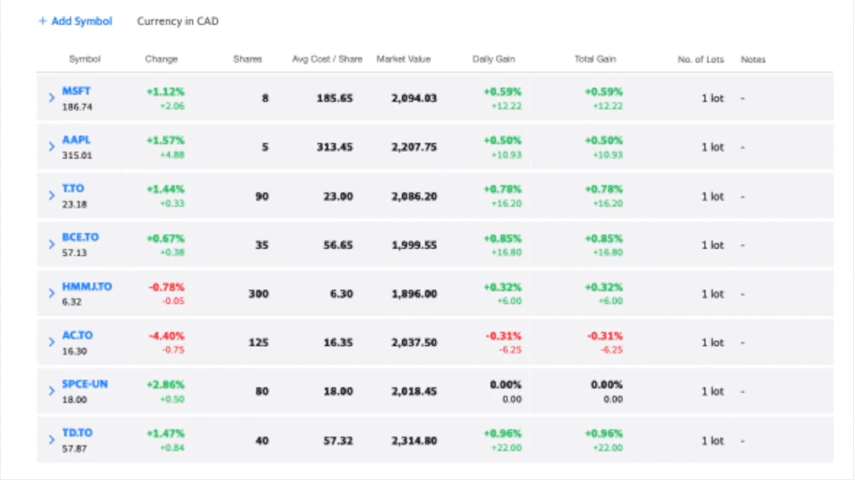 + Add Symbol Currency in CAD
Symbol Change Shares Avg Cost / Share Market Value Daily Gain Total Gain No. of Lots Notes
MSFT +1.12% 8 185.65 2,094.03 +0.59% +0.59% 1 lot -
186.74 +2.06 +12.22 +12.22
AAPL +1.57% 5 313.45 2,207.75 +0.50% +0.50% 1 lot -
315.01 +4.88 +10.93 +10.93
T.TO +1.44% 90 23.00 2,086.20 +0.78% +0.78% 1 lot -
23.18 +0.33 +16.20 +16.20
BCE.TO +0.67% 35 56.65 1,999.55 +0.85% +0.85% 1 lot -
57.13 +0.38 +16.80 +16.80
HMMJ.TO -0.78% 300 6.30 1,896.00 +0.32% +0.32% 1 lot -
6.32 -0.05 +6.00 +6.00
AC.TO -4.40% 125 16.35 2,037.50 -0.31% -0.31% 1 lot -
16.30 -0.75 -6.25 -6.25
SPCE-UN +2.86% 80 18.00 2,018.45 0.00% 0.00% 1 lot -
18.00 +0.50 0.00 0.00
TD.TO +1.47% 40 57.32 2,314.80 +0.96% +0.96% 1 lot -
57.87 +0.84 +22.00 +22.00